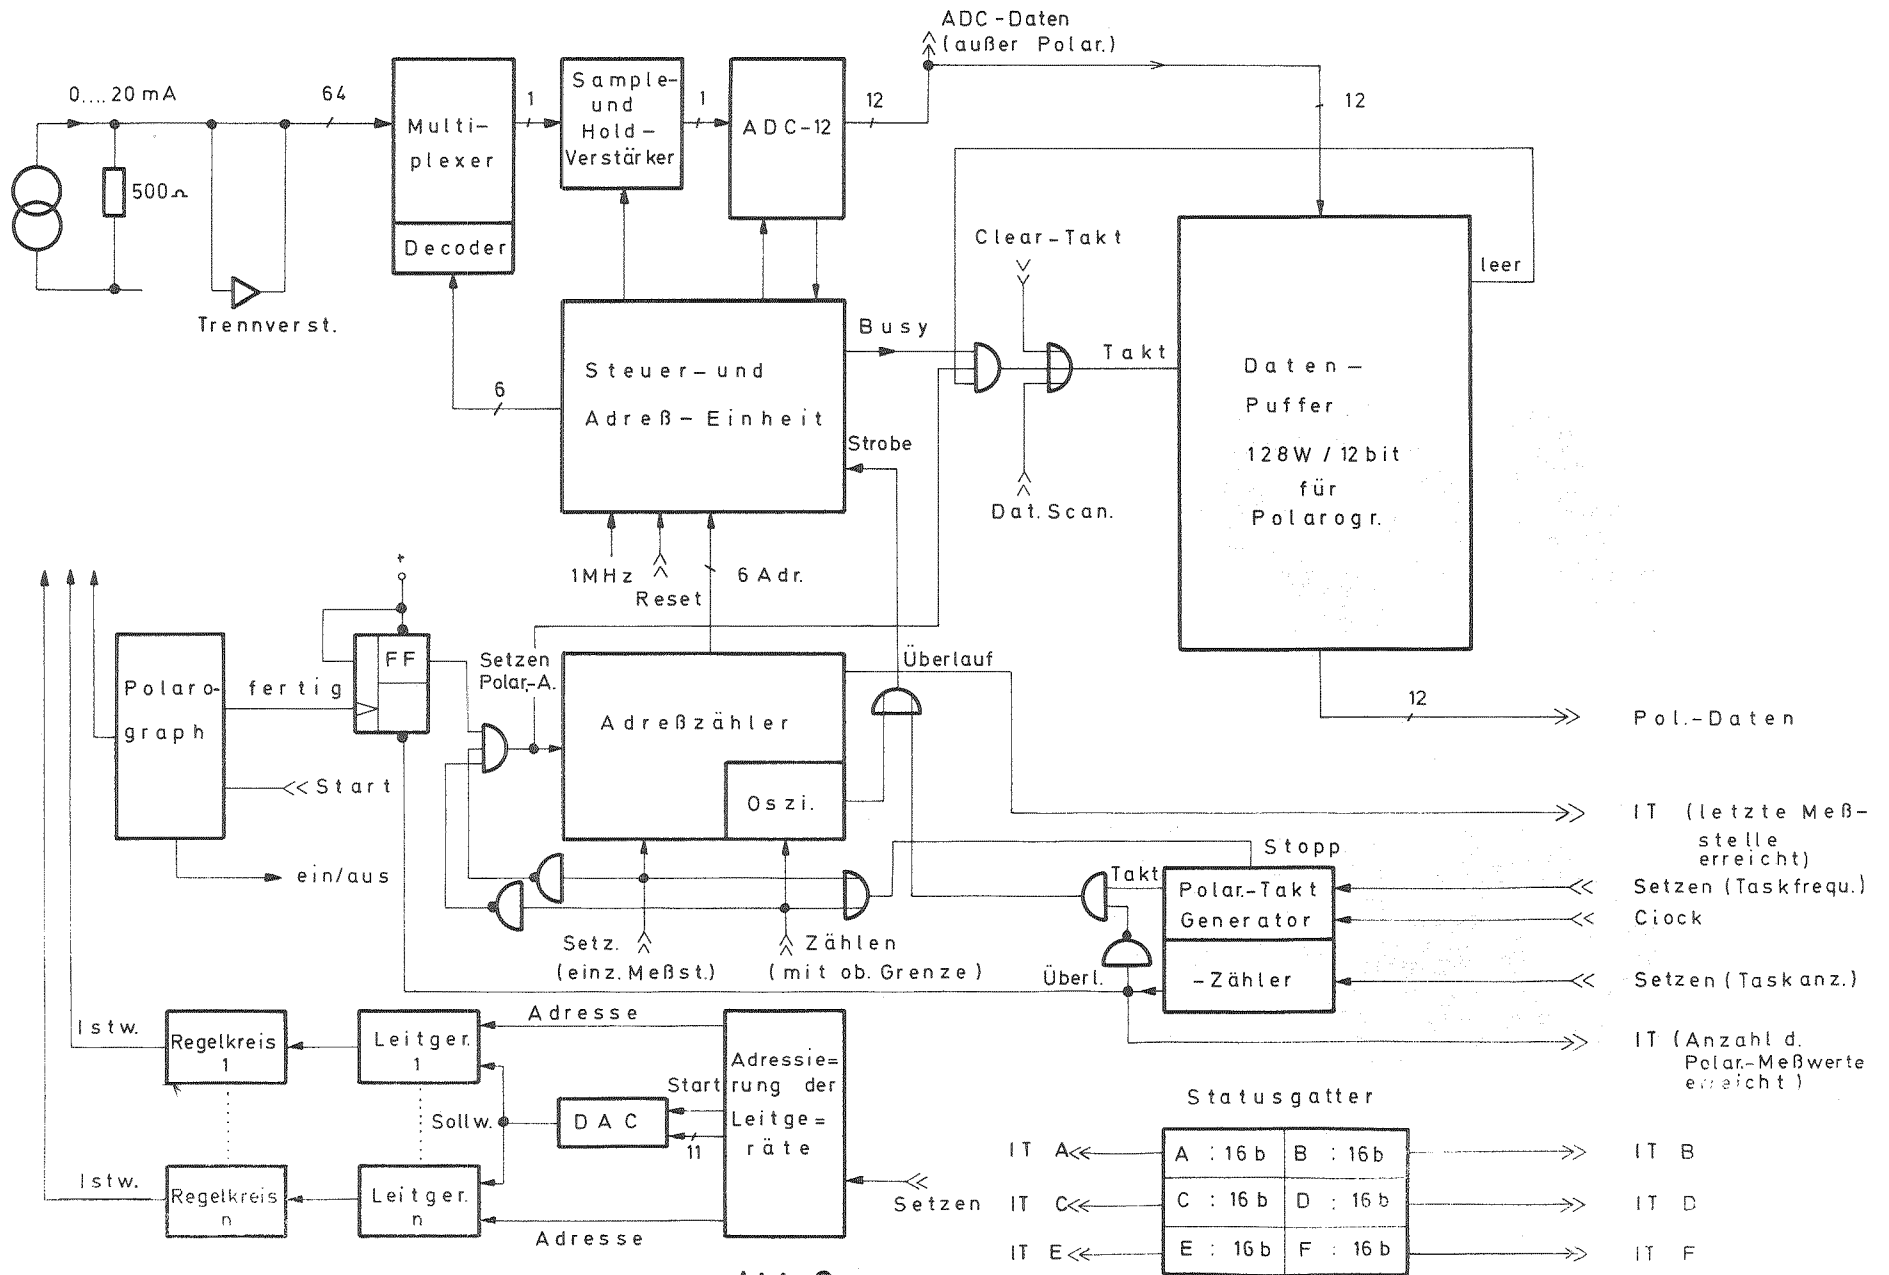 ADC-Daten
(außer Polar.)
0....20 mA
64
1
1
12
12
500Ω
Trennverst.
Multi-
plexer
Decoder
Sample-
und
Hold-
Verstärker
ADC-12
Clear-Takt
leer
Busy
Takt
Steuer-und
Adreß-Einheit
6
Strobe
Dat.Scan.
Daten-
Puffer
128W / 12bit
für
Polarogr.
1MHz
Reset
6 Adr.
+
FF
Setzen
Polar.-A.
Überlauf
Polaro-
graph
fertig
Start
ein/aus
Adreßzähler
Oszi.
12
Pol.-Daten
IT (letzte Meß-
stelle
erreicht)
Stopp
Takt
Polar.-Takt
Generator
-Zähler
Setzen (Taskfrequ.)
Ciock
Setzen (Taskanz.)
Setz.
(einz.Meßst.)
Zählen
(mit ob. Grenze)
Überl.
IT (Anzahl d.
Polar.-Meßwerte
erreicht)
Istw.
Regelkreis
1
Leitger.
1
Adresse
Adressie=
rung der
Leitge=
räte
Start
DAC
11
Sollw.
Istw.
Regelkreis
n
Leitger.
n
Adresse
Setzen
Statusgatter
IT A
A : 16 b
B : 16 b
IT B
IT C
C : 16 b
D : 16 b
IT D
IT E
E : 16 b
F : 16 b
IT F